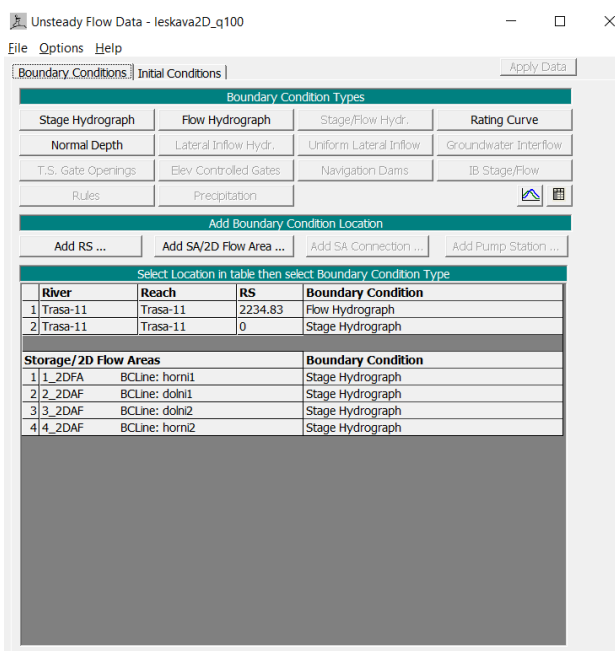 Unsteady Flow Data - leskava2D_q100
File Options Help
Boundary Conditions Initial Conditions Apply Data
Boundary Condition Types
Stage Hydrograph Flow Hydrograph Stage/Flow Hydr. Rating Curve
Normal Depth Lateral Inflow Hydr. Uniform Lateral Inflow Groundwater Interflow
T.S. Gate Openings Elev Controlled Gates Navigation Dams IB Stage/Flow
Rules Precipitation
Add Boundary Condition Location
Add RS ... Add SA/2D Flow Area ... Add SA Connection ... Add Pump Station ...
Select Location in table then select Boundary Condition Type
River Reach RS Boundary Condition
1 Trasa-11 Trasa-11 2234.83 Flow Hydrograph
2 Trasa-11 Trasa-11 0 Stage Hydrograph
Storage/2D Flow Areas Boundary Condition
1 1_2DFA BCLine: horni1 Stage Hydrograph
2 2_2DAF BCLine: dolni1 Stage Hydrograph
3 3_2DAF BCLine: dolni2 Stage Hydrograph
4 4_2DAF BCLine: horni2 Stage Hydrograph